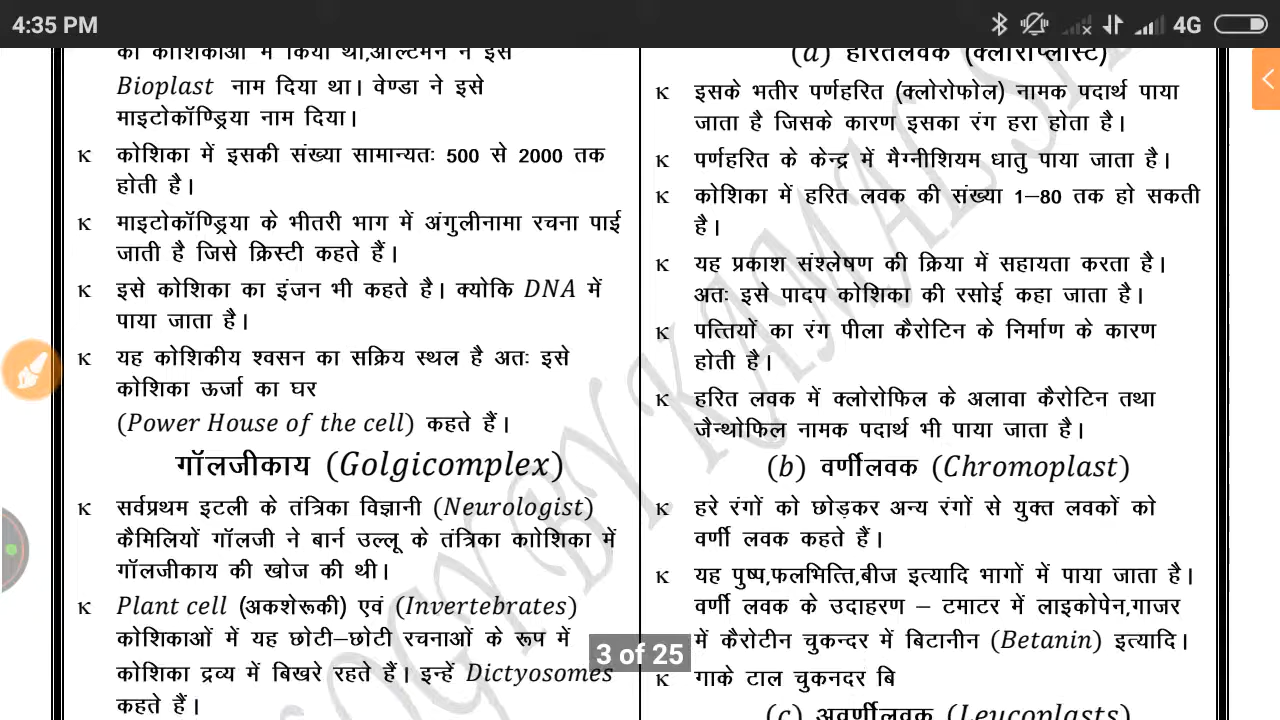 4:35 PM
4G
की कोशिकाओं में किया था,ऑल्टमेन ने इसे
Bioplast नाम दिया था। वेण्डा ने इसे
माइटोकॉण्ड्रिया नाम दिया।
κ कोशिका में इसकी संख्या सामान्यतः 500 से 2000 तक
होती है।
κ माइटोकॉण्ड्रिया के भीतरी भाग में अंगुलीनामा रचना पाई
जाती है जिसे क्रिस्टी कहते हैं।
κ इसे कोशिका का इंजन भी कहते है। क्योकि DNA में
पाया जाता है।
κ यह कोशिकीय श्वसन का सक्रिय स्थल है अतः इसे
कोशिका ऊर्जा का घर
(Power House of the cell) कहते हैं।
गॉलजीकाय (Golgicomplex)
κ सर्वप्रथम इटली के तंत्रिका विज्ञानी (Neurologist)
कैमिलियों गॉलजी ने बार्न उल्लू के तंत्रिका काोशिका में
गॉलजीकाय की खोज की थी।
κ Plant cell (अकशेरूकी) एवं (Invertebrates)
कोशिकाओं में यह छोटी–छोटी रचनाओं के रूप में
कोशिका द्रव्य में बिखरे रहते हैं। इन्हें Dictyosomes
कहते हैं।
(a) हरितलवक (क्लोरोप्लास्ट)
κ इसके भतीर पर्णहरित (क्लोरोफोल) नामक पदार्थ पाया
जाता है जिसके कारण इसका रंग हरा होता है।
κ पर्णहरित के केन्द्र में मैग्नीशियम धातु पाया जाता है।
κ कोशिका में हरित लवक की संख्या 1–80 तक हो सकती
है।
κ यह प्रकाश संश्लेषण की क्रिया में सहायता करता है।
अतः इसे पादप कोशिका की रसोई कहा जाता है।
κ पत्तियों का रंग पीला कैरोटिन के निर्माण के कारण
होती है।
κ हरित लवक में क्लोरोफिल के अलावा कैरोटिन तथा
जैन्थोफिल नामक पदार्थ भी पाया जाता है।
(b) वर्णीलवक (Chromoplast)
κ हरे रंगों को छोड़कर अन्य रंगों से युक्त लवकों को
वर्णी लवक कहते हैं।
κ यह पुष्प,फलभित्ति,बीज इत्यादि भागों में पाया जाता है।
वर्णी लवक के उदाहरण – टमाटर में लाइकोपेन,गाजर
में कैरोटीन चुकन्दर में बिटानीन (Betanin) इत्यादि।
κ गाके टाल चुकनदर बि
(c) अवर्णीलवक (Leucoplasts)
3 of 25